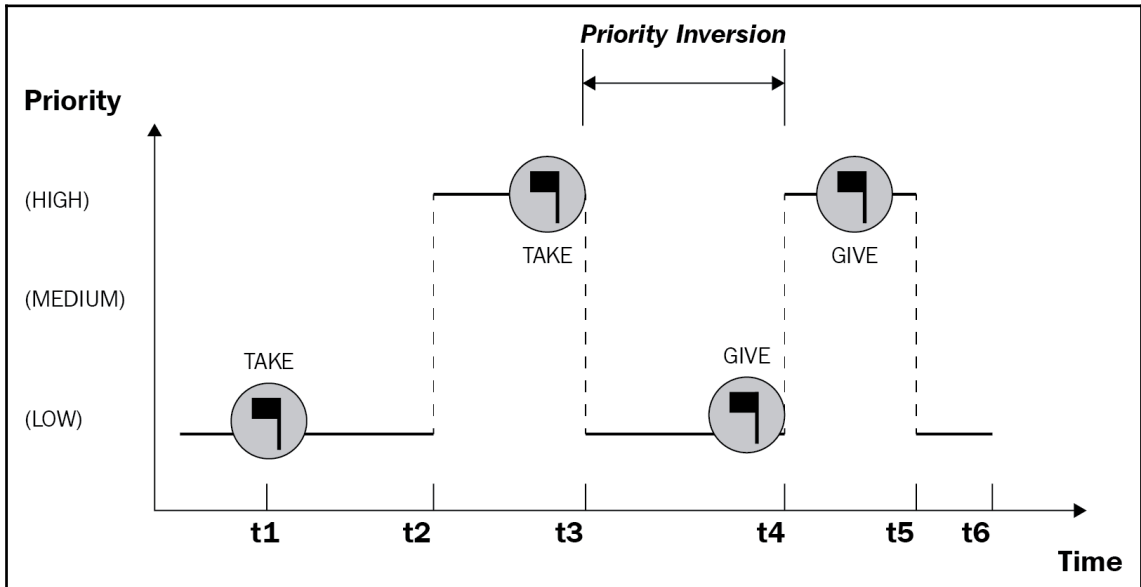 Priority Inversion
Priority
(HIGH)
TAKE
GIVE
(MEDIUM)
TAKE
GIVE
(LOW)
t1
t2
t3
t4
t5
t6
Time